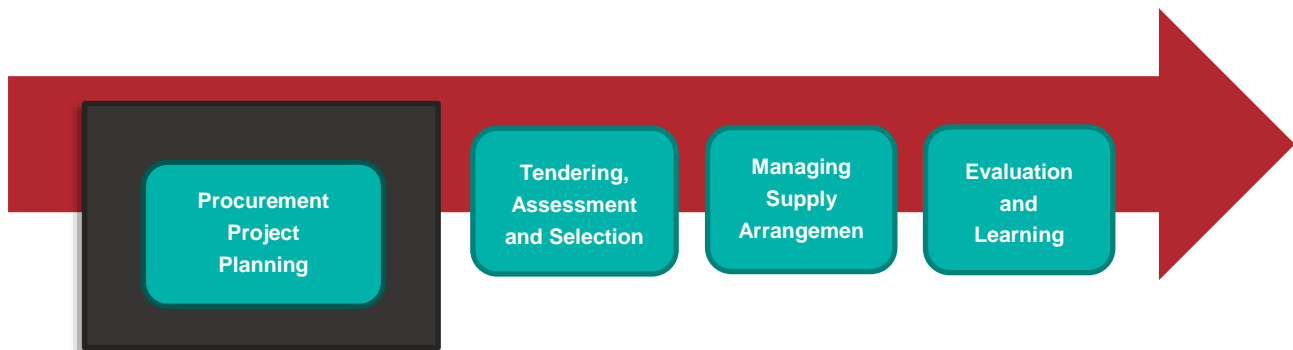 Procurement
Project
Planning
Tendering,
Assessment
and Selection
Managing
Supply
Arrangemen
Evaluation
and
Learning